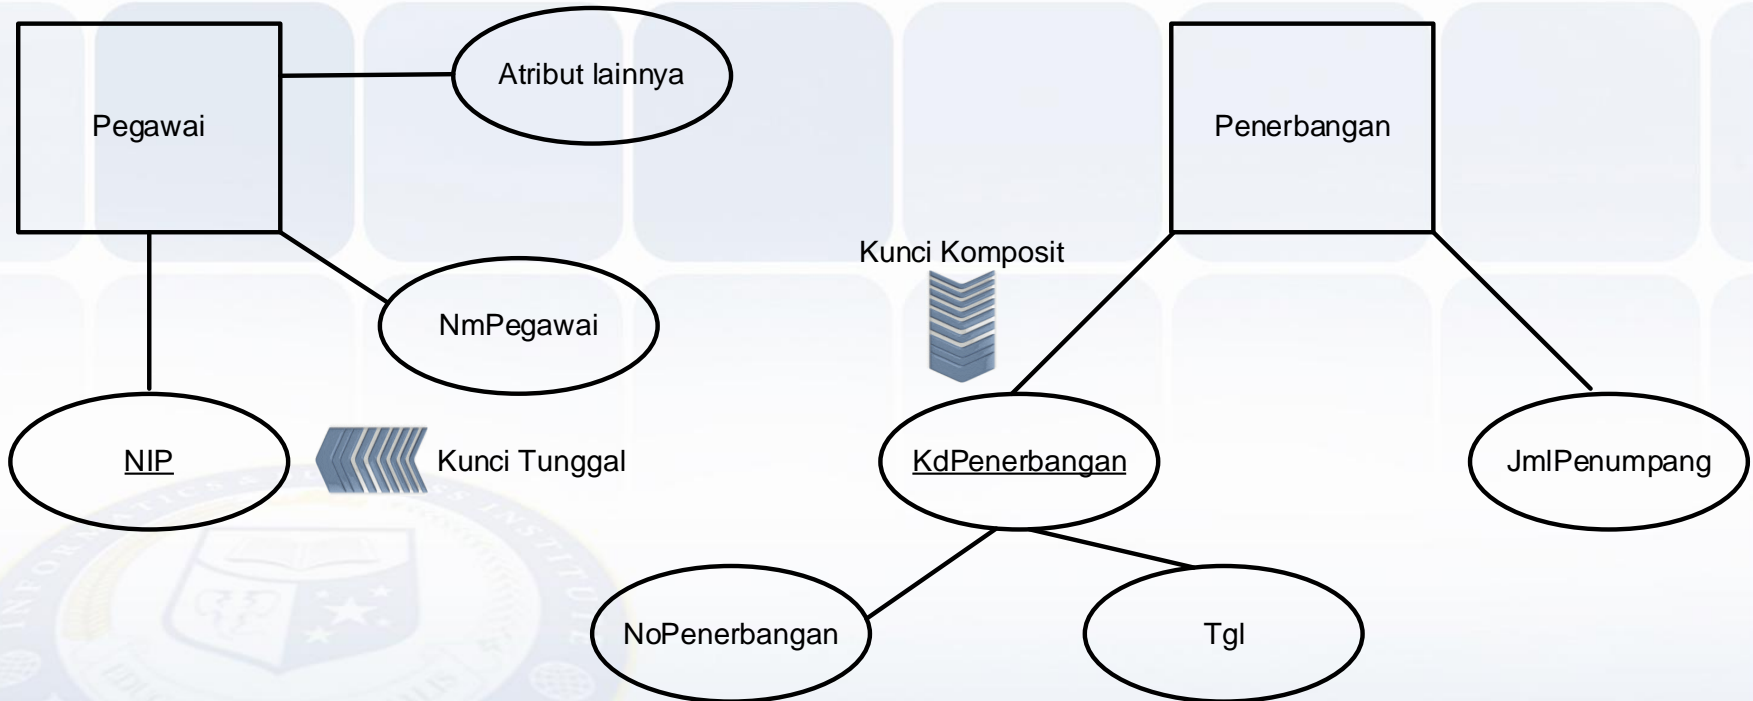 Atribut lainnya
Pegawai
Penerbangan
Kunci Komposit
NmPegawai
NIP
Kunci Tunggal
KdPenerbangan
JmlPenumpang
NoPenerbangan
Tgl